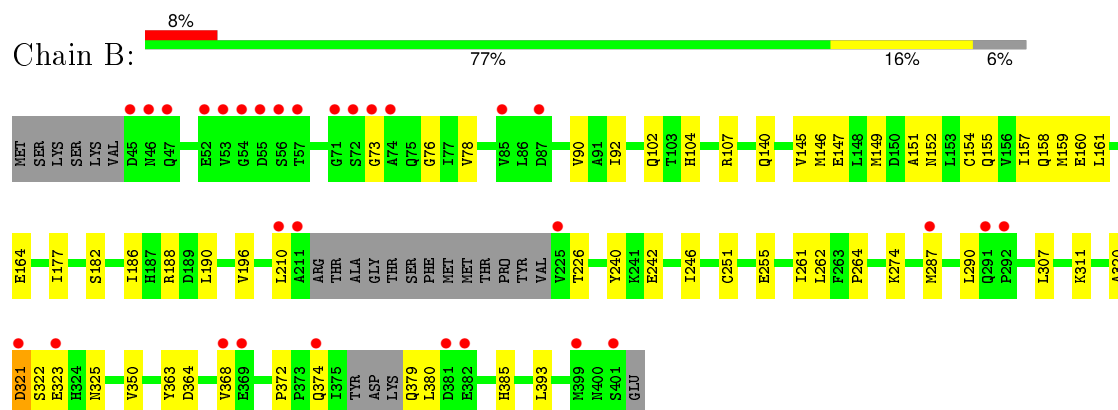 8%
Chain B:
77% 16% 6%
MET SER LYS SER LYS VAL D45 N46 Q47 E52 V53 G54 D55 S56 T57 G71 S72 G73 A74 Q75 G76 I77 V78 V85 L86 D87 V90 A91 I92 Q102 T103 H104 R107 Q140 V145 M146 E147 L148 M149 D150 A151 N152 L153 C154 Q155 V156 I157 Q158 M159 E160 L161
E164 I177 S182 I186 H187 R188 D189 L190 V196 L210 A211 ARG THR ALA GLY THR SER PHE MET MET THR PRO TYR VAL V225 T226 Y240 K241 E242 I246 C251 E255 I261 L262 F263 P264 K274 M287 L290 Q291 P292 L307 K311 A320
D321 S322 E323 H324 N325 V350 Y363 D364 V368 E369 P372 P373 Q374 I375 TYR ASP LYS Q379 L380 D381 E382 H385 L393 M399 N400 S401 GLU